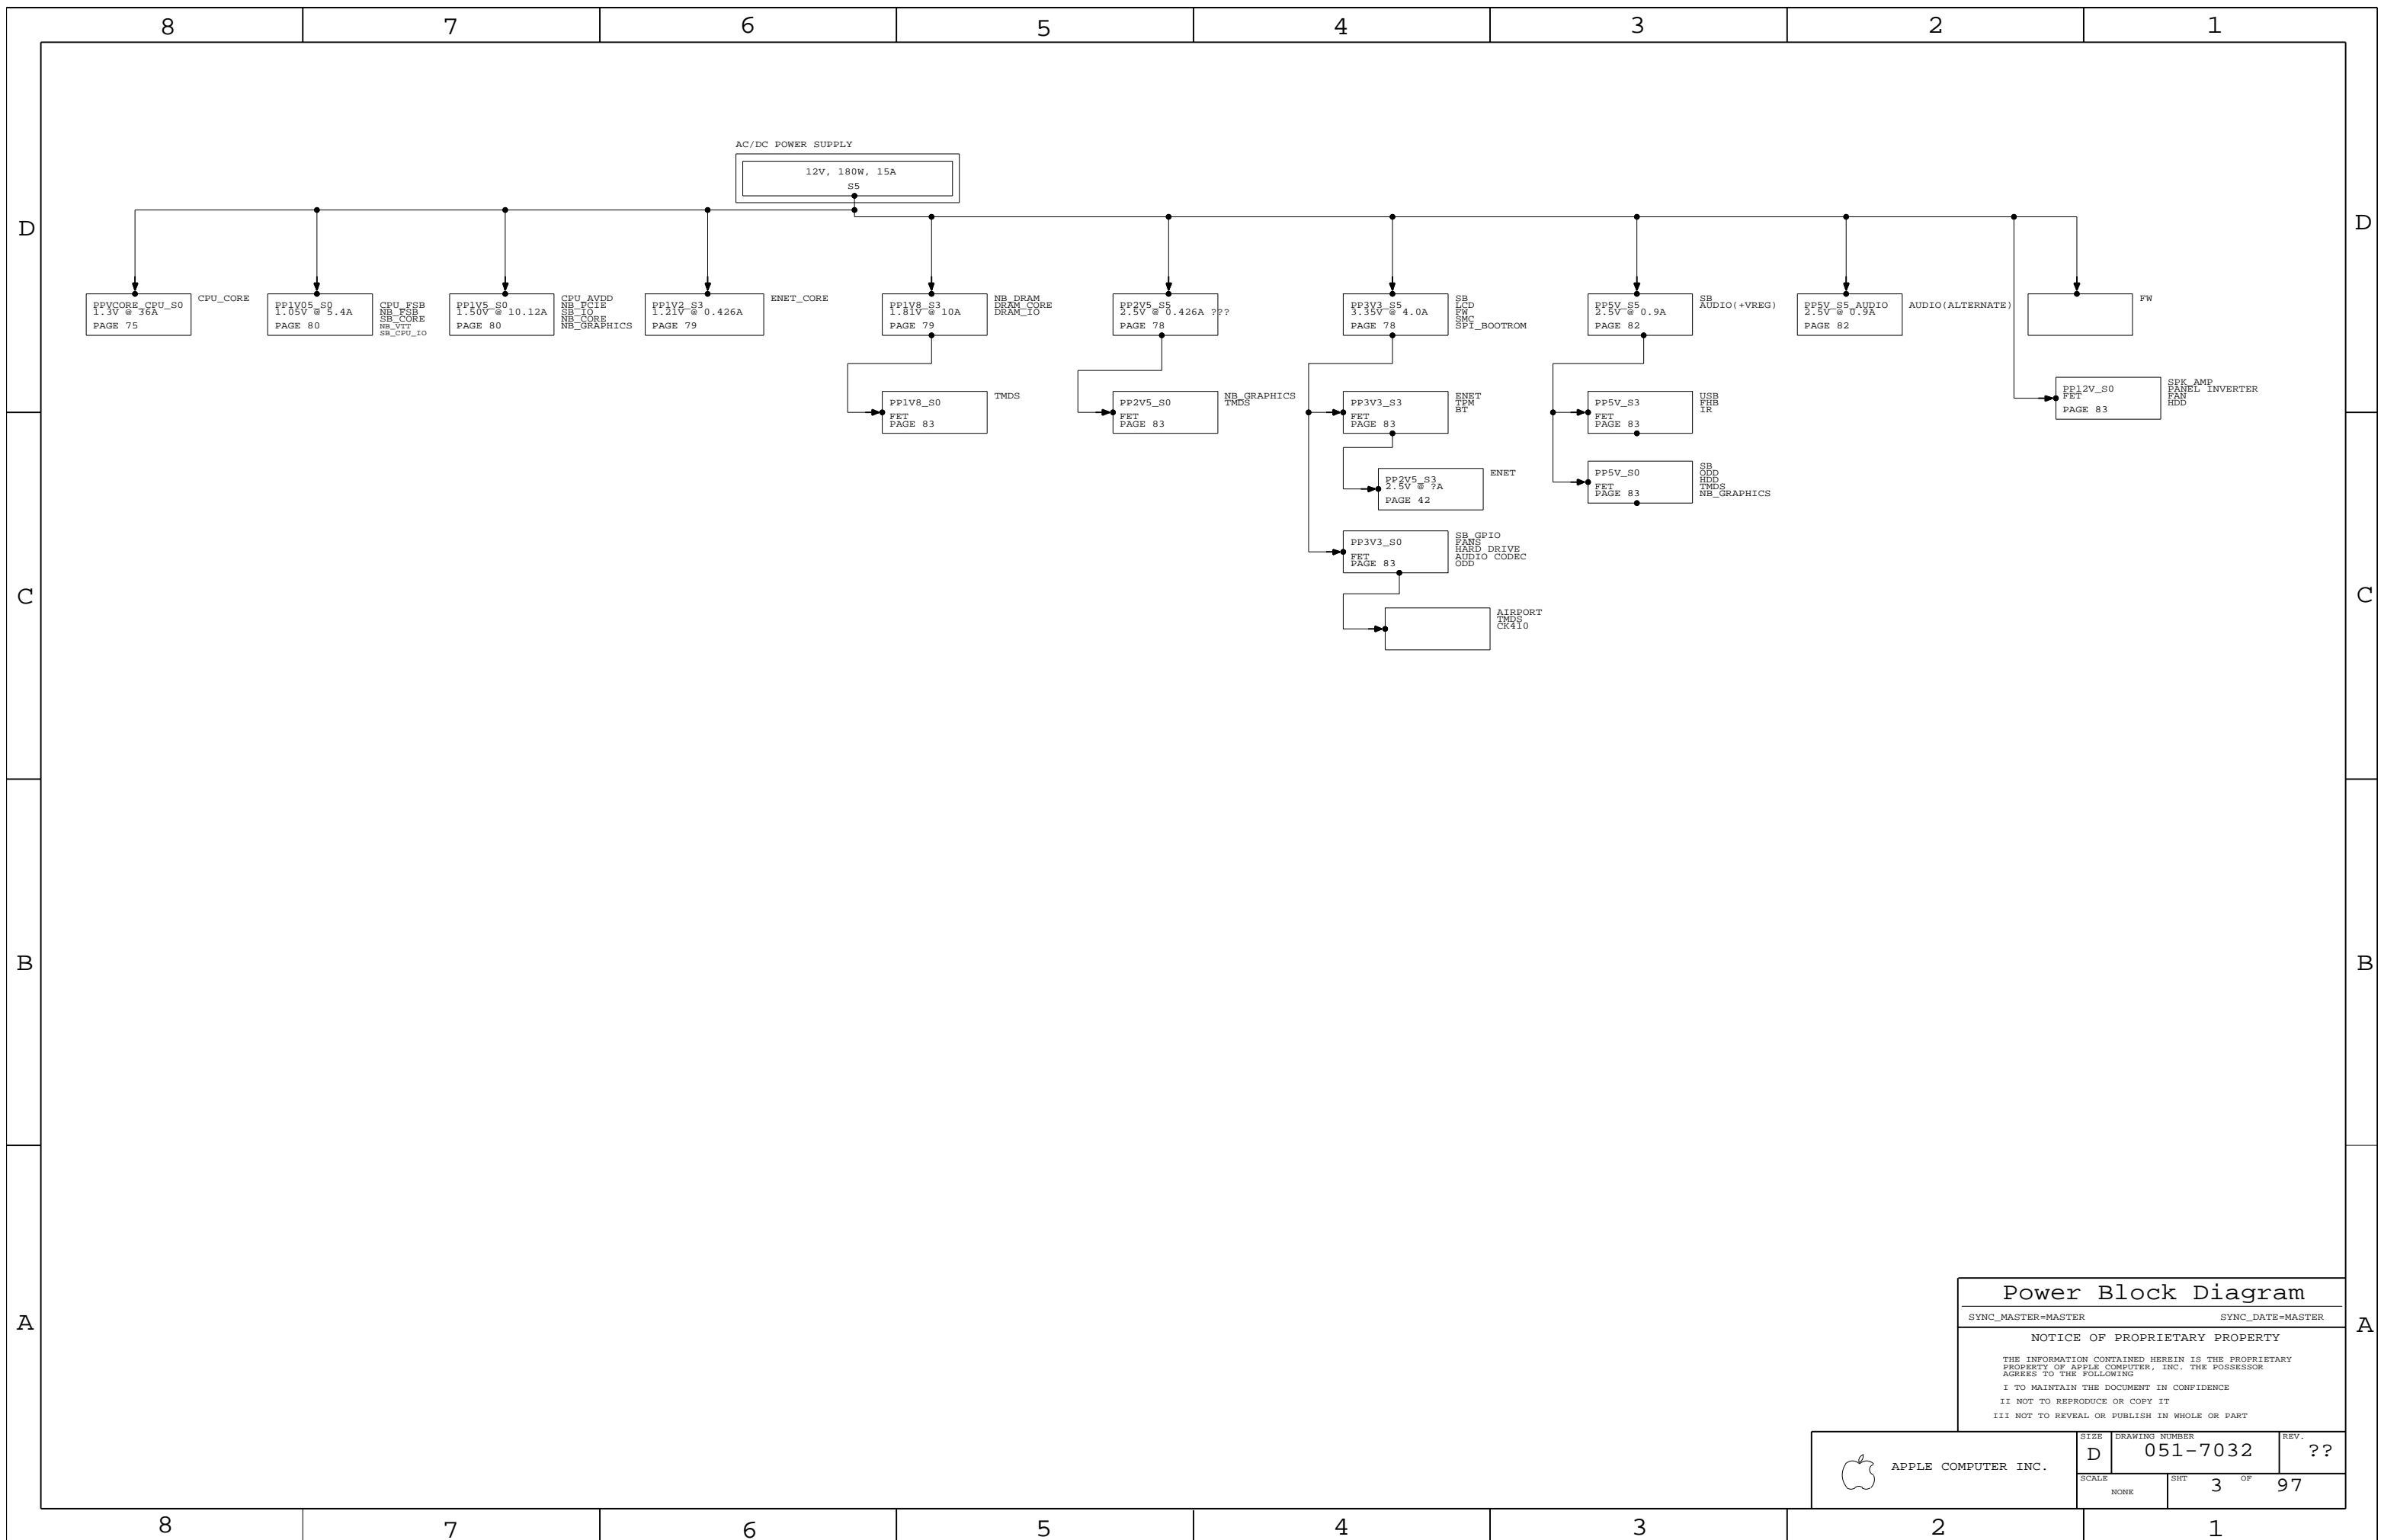 8 7 6 5 4 3 2 1
AC/DC POWER SUPPLY
12V, 180W, 15A
S5
D
D
PPVCORE_CPU_S0
1.3V @ 36A
PAGE 75
CPU_CORE
PP1V05_S0
1.05V @ 5.4A
PAGE 80
CPU_FSB
NB_FSB
SB_CORE
NB_VTT
SB_CPU_IO
PP1V5_S0
1.50V @ 10.12A
PAGE 80
CPU_AVDD
NB_PCIE
SB_IO
NB_CORE
NB_GRAPHICS
PP1V2_S3
1.21V @ 0.426A
PAGE 79
ENET_CORE
PP1V8_S3
1.81V @ 10A
PAGE 79
NB_DRAM
DRAM_CORE
DRAM_IO
PP2V5_S5
2.5V @ 0.426A ???
PAGE 78
PP3V3_S5
3.35V @ 4.0A
PAGE 78
SB
LCD
FW
SMC
SPI_BOOTROM
PP5V_S5
2.5V @ 0.9A
PAGE 82
SB
AUDIO(+VREG)
PP5V_S5_AUDIO
2.5V @ 0.9A
PAGE 82
AUDIO(ALTERNATE)
FW
PP1V8_S0
FET
PAGE 83
TMDS
PP2V5_S0
FET
PAGE 83
NB_GRAPHICS
TMDS
PP3V3_S3
FET
PAGE 83
ENET
TPM
BT
PP5V_S3
FET
PAGE 83
USB
FHB
IR
PP12V_S0
FET
PAGE 83
SPK_AMP
PANEL INVERTER
FAN
HDD
PP2V5_S3
2.5V @ ?A
PAGE 42
ENET
PP5V_S0
FET
PAGE 83
SB
ODD
HDD
TMDS
NB_GRAPHICS
PP3V3_S0
FET
PAGE 83
SB_GPIO
FANS
HARD DRIVE
AUDIO CODEC
ODD
AIRPORT
TMDS
CK410
C
C
B
B
A
A
Power Block Diagram
SYNC_MASTER=MASTER SYNC_DATE=MASTER
NOTICE OF PROPRIETARY PROPERTY
THE INFORMATION CONTAINED HEREIN IS THE PROPRIETARY
PROPERTY OF APPLE COMPUTER, INC. THE POSSESSOR
AGREES TO THE FOLLOWING
I TO MAINTAIN THE DOCUMENT IN CONFIDENCE
II NOT TO REPRODUCE OR COPY IT
III NOT TO REVEAL OR PUBLISH IN WHOLE OR PART
APPLE COMPUTER INC.
SIZE
D
DRAWING NUMBER
051-7032
REV.
??
SCALE
NONE
SHT 3 OF 97
8 7 6 5 4 3 2 1